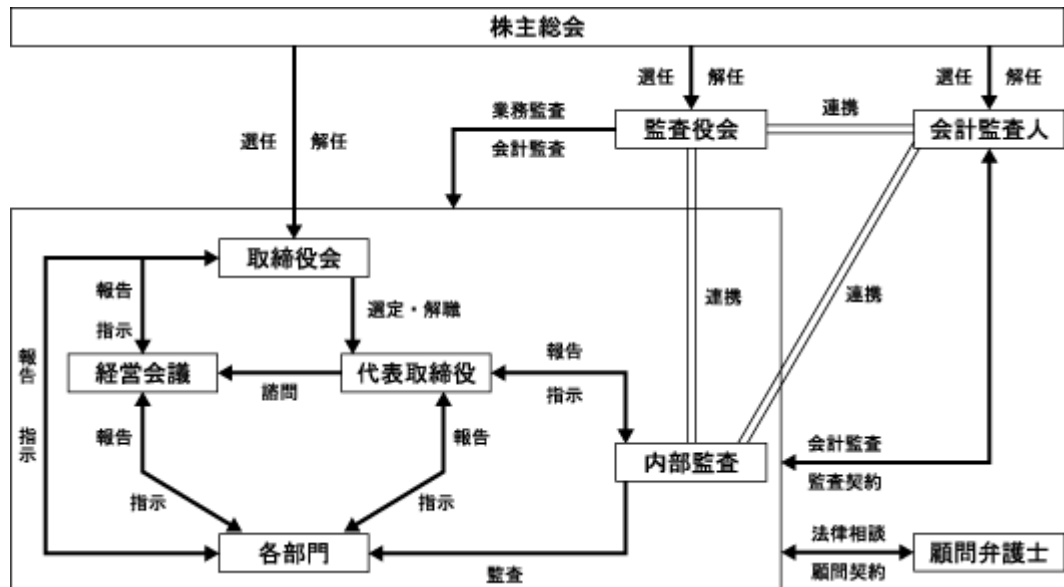 株主総会
選任 解任
選任 解任
業務監査
会計監査
監査役会
連携
会計監査人
選任 解任
取締役会
報告
指示
選定・解職
連携
連携
報告
指示
経営会議
諮問
代表取締役
報告
指示
報告
指示
報告
指示
内部監査
会計監査
監査契約
各部門
監査
法律相談
顧問契約
顧問弁護士